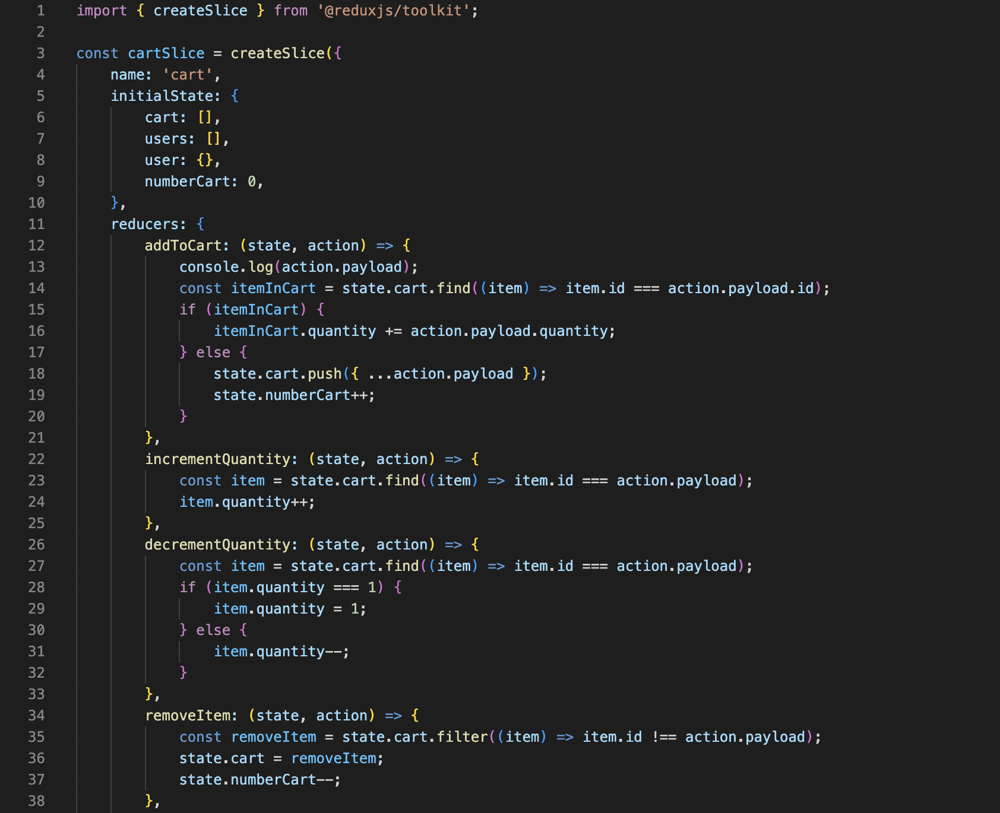 1 import { createSlice } from '@reduxjs/toolkit';
2
3 const cartSlice = createSlice({
4     name: 'cart',
5     initialState: {
6         cart: [],
7         users: [],
8         user: {},
9         numberCart: 0,
10     },
11     reducers: {
12         addToCart: (state, action) => {
13             console.log(action.payload);
14             const itemInCart = state.cart.find((item) => item.id === action.payload.id);
15             if (itemInCart) {
16                 itemInCart.quantity += action.payload.quantity;
17             } else {
18                 state.cart.push({ ...action.payload });
19                 state.numberCart++;
20             }
21         },
22         incrementQuantity: (state, action) => {
23             const item = state.cart.find((item) => item.id === action.payload);
24             item.quantity++;
25         },
26         decrementQuantity: (state, action) => {
27             const item = state.cart.find((item) => item.id === action.payload);
28             if (item.quantity === 1) {
29                 item.quantity = 1;
30             } else {
31                 item.quantity--;
32             }
33         },
34         removeItem: (state, action) => {
35             const removeItem = state.cart.filter((item) => item.id !== action.payload);
36             state.cart = removeItem;
37             state.numberCart--;
38         },